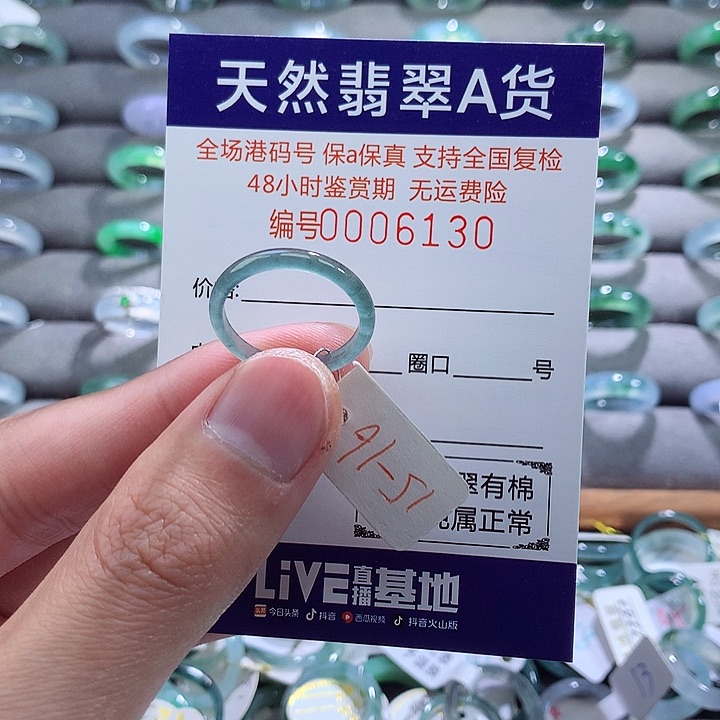 天然翡翠A货
全场港码号 保a保真 支持全国复检
48小时鉴赏期 无运费险
编号0006130
价
圈口 号
91-51
翠有棉
属正常
LiVE直播基地
头条 今日头条 抖音 西瓜视频 抖音火山版